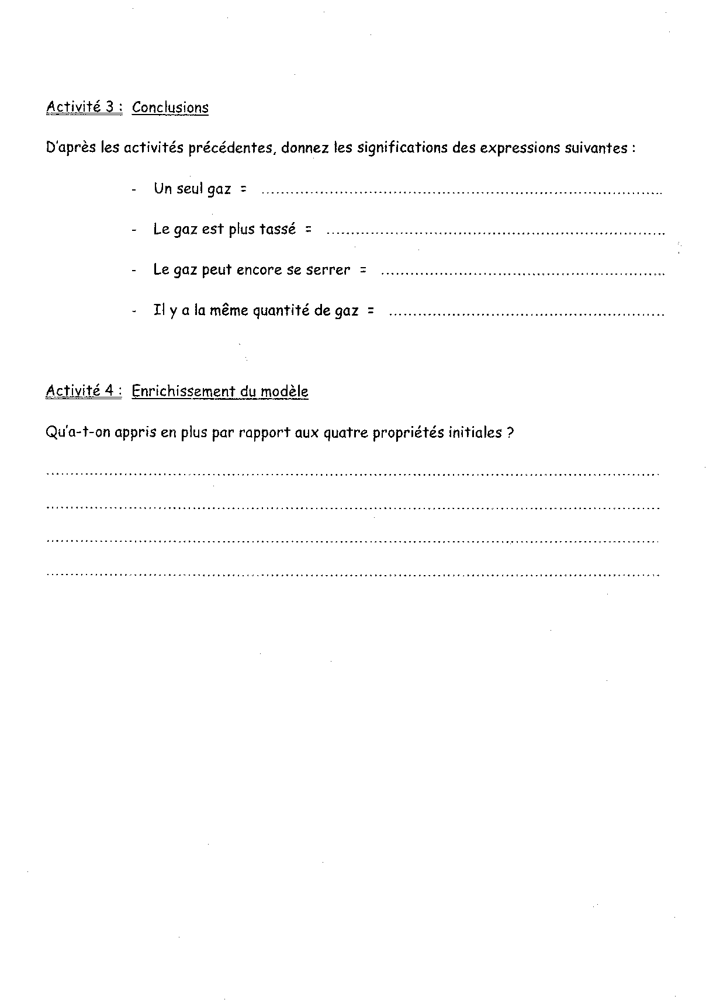 Activité 3 : Conclusions
D'après les activités précédentes, donnez les significations des expressions suivantes :
- Un seul gaz = ....................................................................................
- Le gaz est plus tassé = ......................................................................
- Le gaz peut encore se serrer = ...........................................................
- Il y a la même quantité de gaz = .........................................................
Activité 4 : Enrichissement du modèle
Qu'a-t-on appris en plus par rapport aux quatre propriétés initiales ?
................................................................................................................................
................................................................................................................................
................................................................................................................................
................................................................................................................................